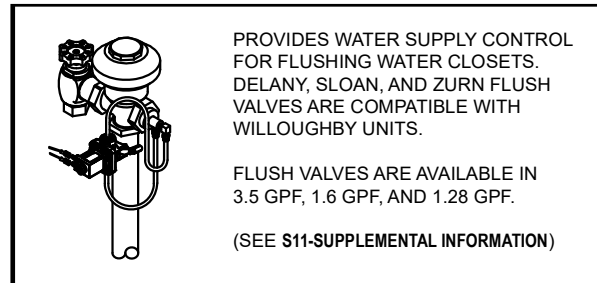 PROVIDES WATER SUPPLY CONTROL
FOR FLUSHING WATER CLOSETS.
DELANY, SLOAN, AND ZURN FLUSH
VALVES ARE COMPATIBLE WITH
WILLOUGHBY UNITS.
FLUSH VALVES ARE AVAILABLE IN
3.5 GPF, 1.6 GPF, AND 1.28 GPF.
(SEE S11-SUPPLEMENTAL INFORMATION)